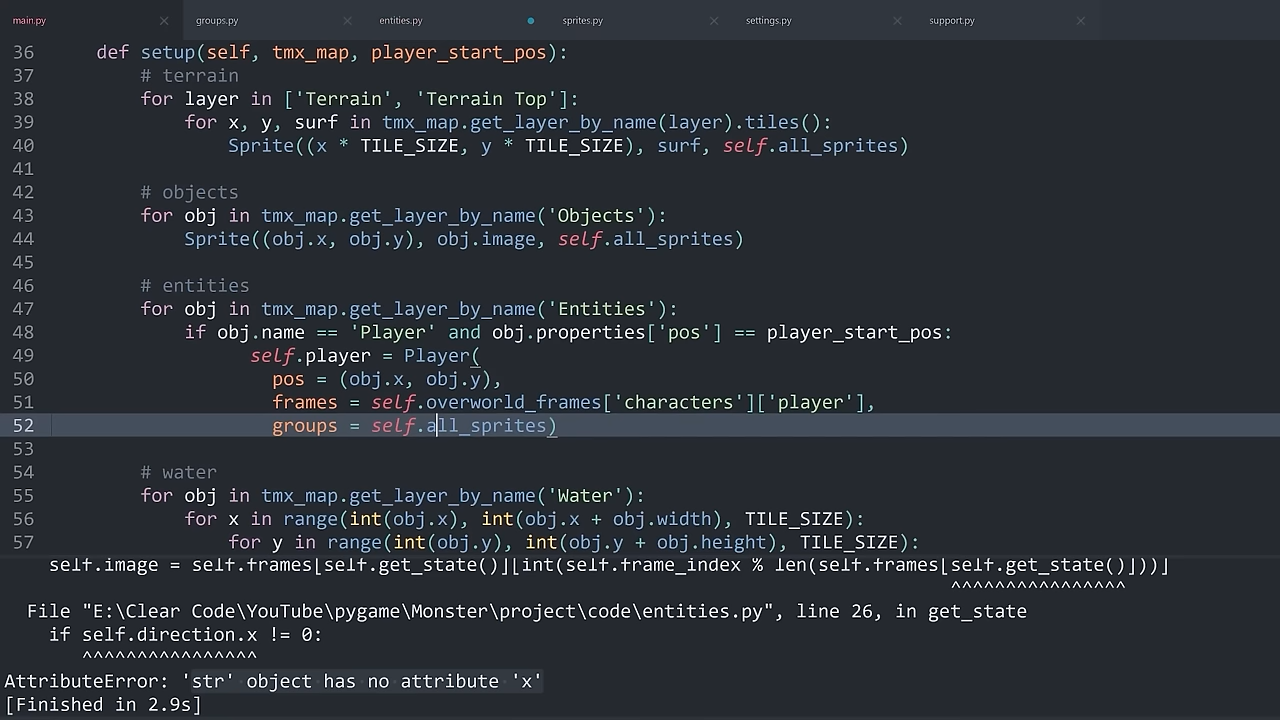 main.py groups.py entities.py sprites.py settings.py support.py
36 def setup(self, tmx_map, player_start_pos):
37 # terrain
38 for layer in ['Terrain', 'Terrain Top']:
39 for x, y, surf in tmx_map.get_layer_by_name(layer).tiles():
40 Sprite((x * TILE_SIZE, y * TILE_SIZE), surf, self.all_sprites)
41
42 # objects
43 for obj in tmx_map.get_layer_by_name('Objects'):
44 Sprite((obj.x, obj.y), obj.image, self.all_sprites)
45
46 # entities
47 for obj in tmx_map.get_layer_by_name('Entities'):
48 if obj.name == 'Player' and obj.properties['pos'] == player_start_pos:
49 self.player = Player(
50 pos = (obj.x, obj.y),
51 frames = self.overworld_frames['characters']['player'],
52 groups = self.all_sprites)
53
54 # water
55 for obj in tmx_map.get_layer_by_name('Water'):
56 for x in range(int(obj.x), int(obj.x + obj.width), TILE_SIZE):
57 for y in range(int(obj.y), int(obj.y + obj.height), TILE_SIZE):
self.image = self.frames[self.get_state()][int(self.frame_index % len(self.frames[self.get_state()]))]
^^^^^^^^^^^^^^^^
File "E:\Clear Code\YouTube\pygame\Monster\project\code\entities.py", line 26, in get_state
if self.direction.x != 0:
^^^^^^^^^^^^^^^^
AttributeError: 'str' object has no attribute 'x'
[Finished in 2.9s]